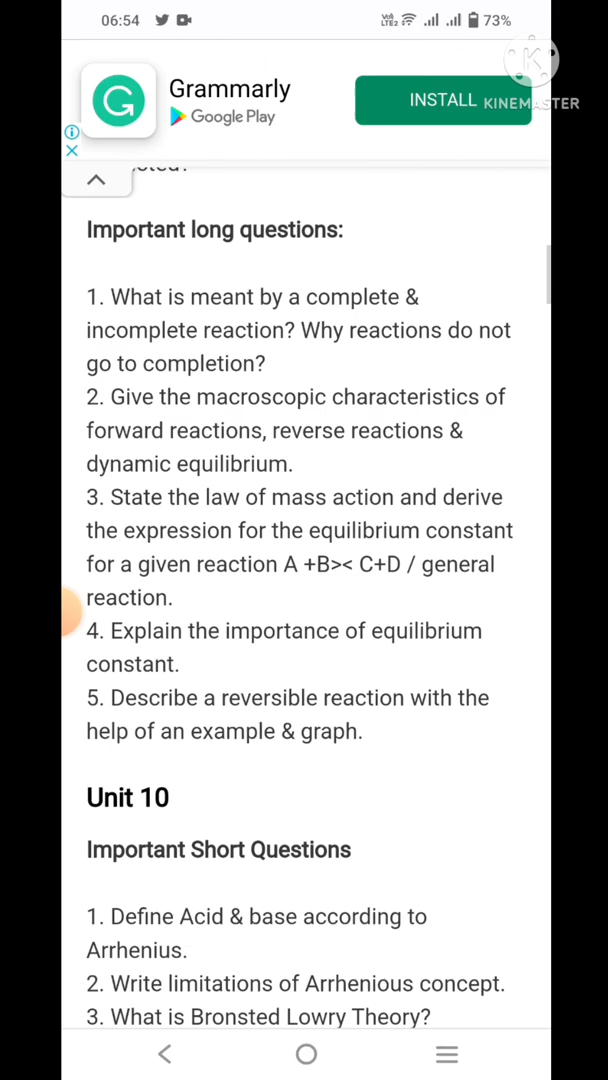 06:54
VoLTE2
73%
Grammarly
Google Play
INSTALL
K
KINEMASTER
Important long questions:
1. What is meant by a complete &
incomplete reaction? Why reactions do not
go to completion?
2. Give the macroscopic characteristics of
forward reactions, reverse reactions &
dynamic equilibrium.
3. State the law of mass action and derive
the expression for the equilibrium constant
for a given reaction A +B>< C+D / general
reaction.
4. Explain the importance of equilibrium
constant.
5. Describe a reversible reaction with the
help of an example & graph.
Unit 10
Important Short Questions
1. Define Acid & base according to
Arrhenius.
2. Write limitations of Arrhenious concept.
3. What is Bronsted Lowry Theory?